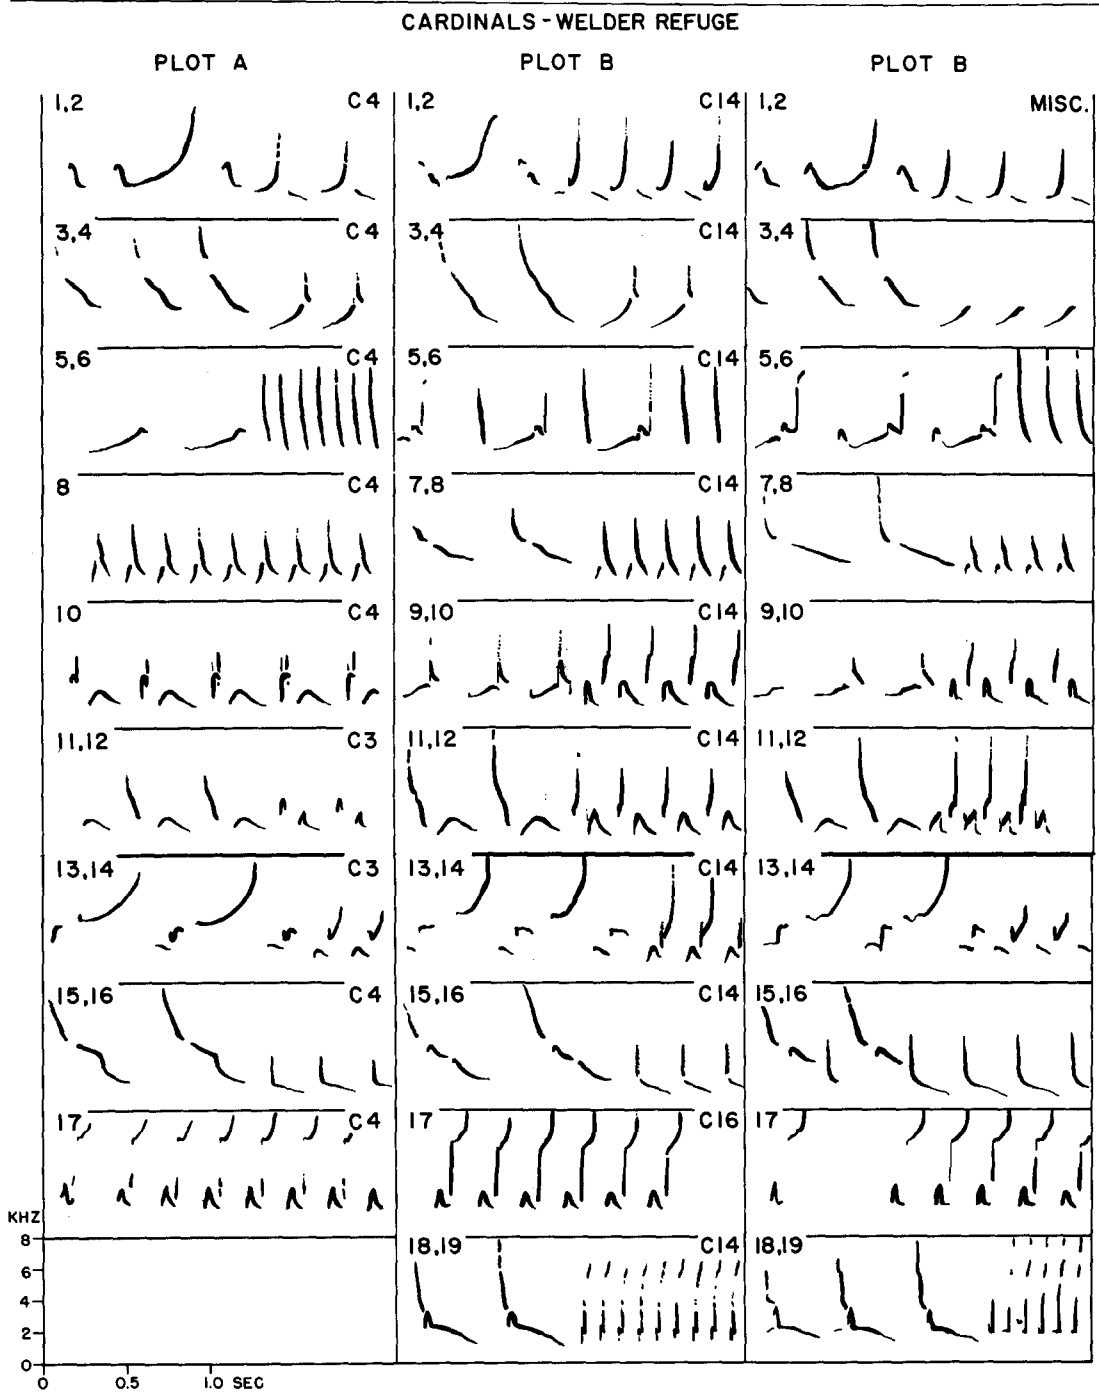 CARDINALS - WELDER REFUGE
PLOT A PLOT B PLOT B
1,2 C4 1,2 C14 1,2 MISC.
3,4 C4 3,4 C14 3,4
5,6 C4 5,6 C14 5,6
8 C4 7,8 C14 7,8
10 C4 9,10 C14 9,10
11,12 C3 11,12 C14 11,12
13,14 C3 13,14 C14 13,14
15,16 C4 15,16 C14 15,16
17 C4 17 C16 17
KHZ
8 18,19 C14 18,19
6
4
2
0
0 0.5 1.0 SEC